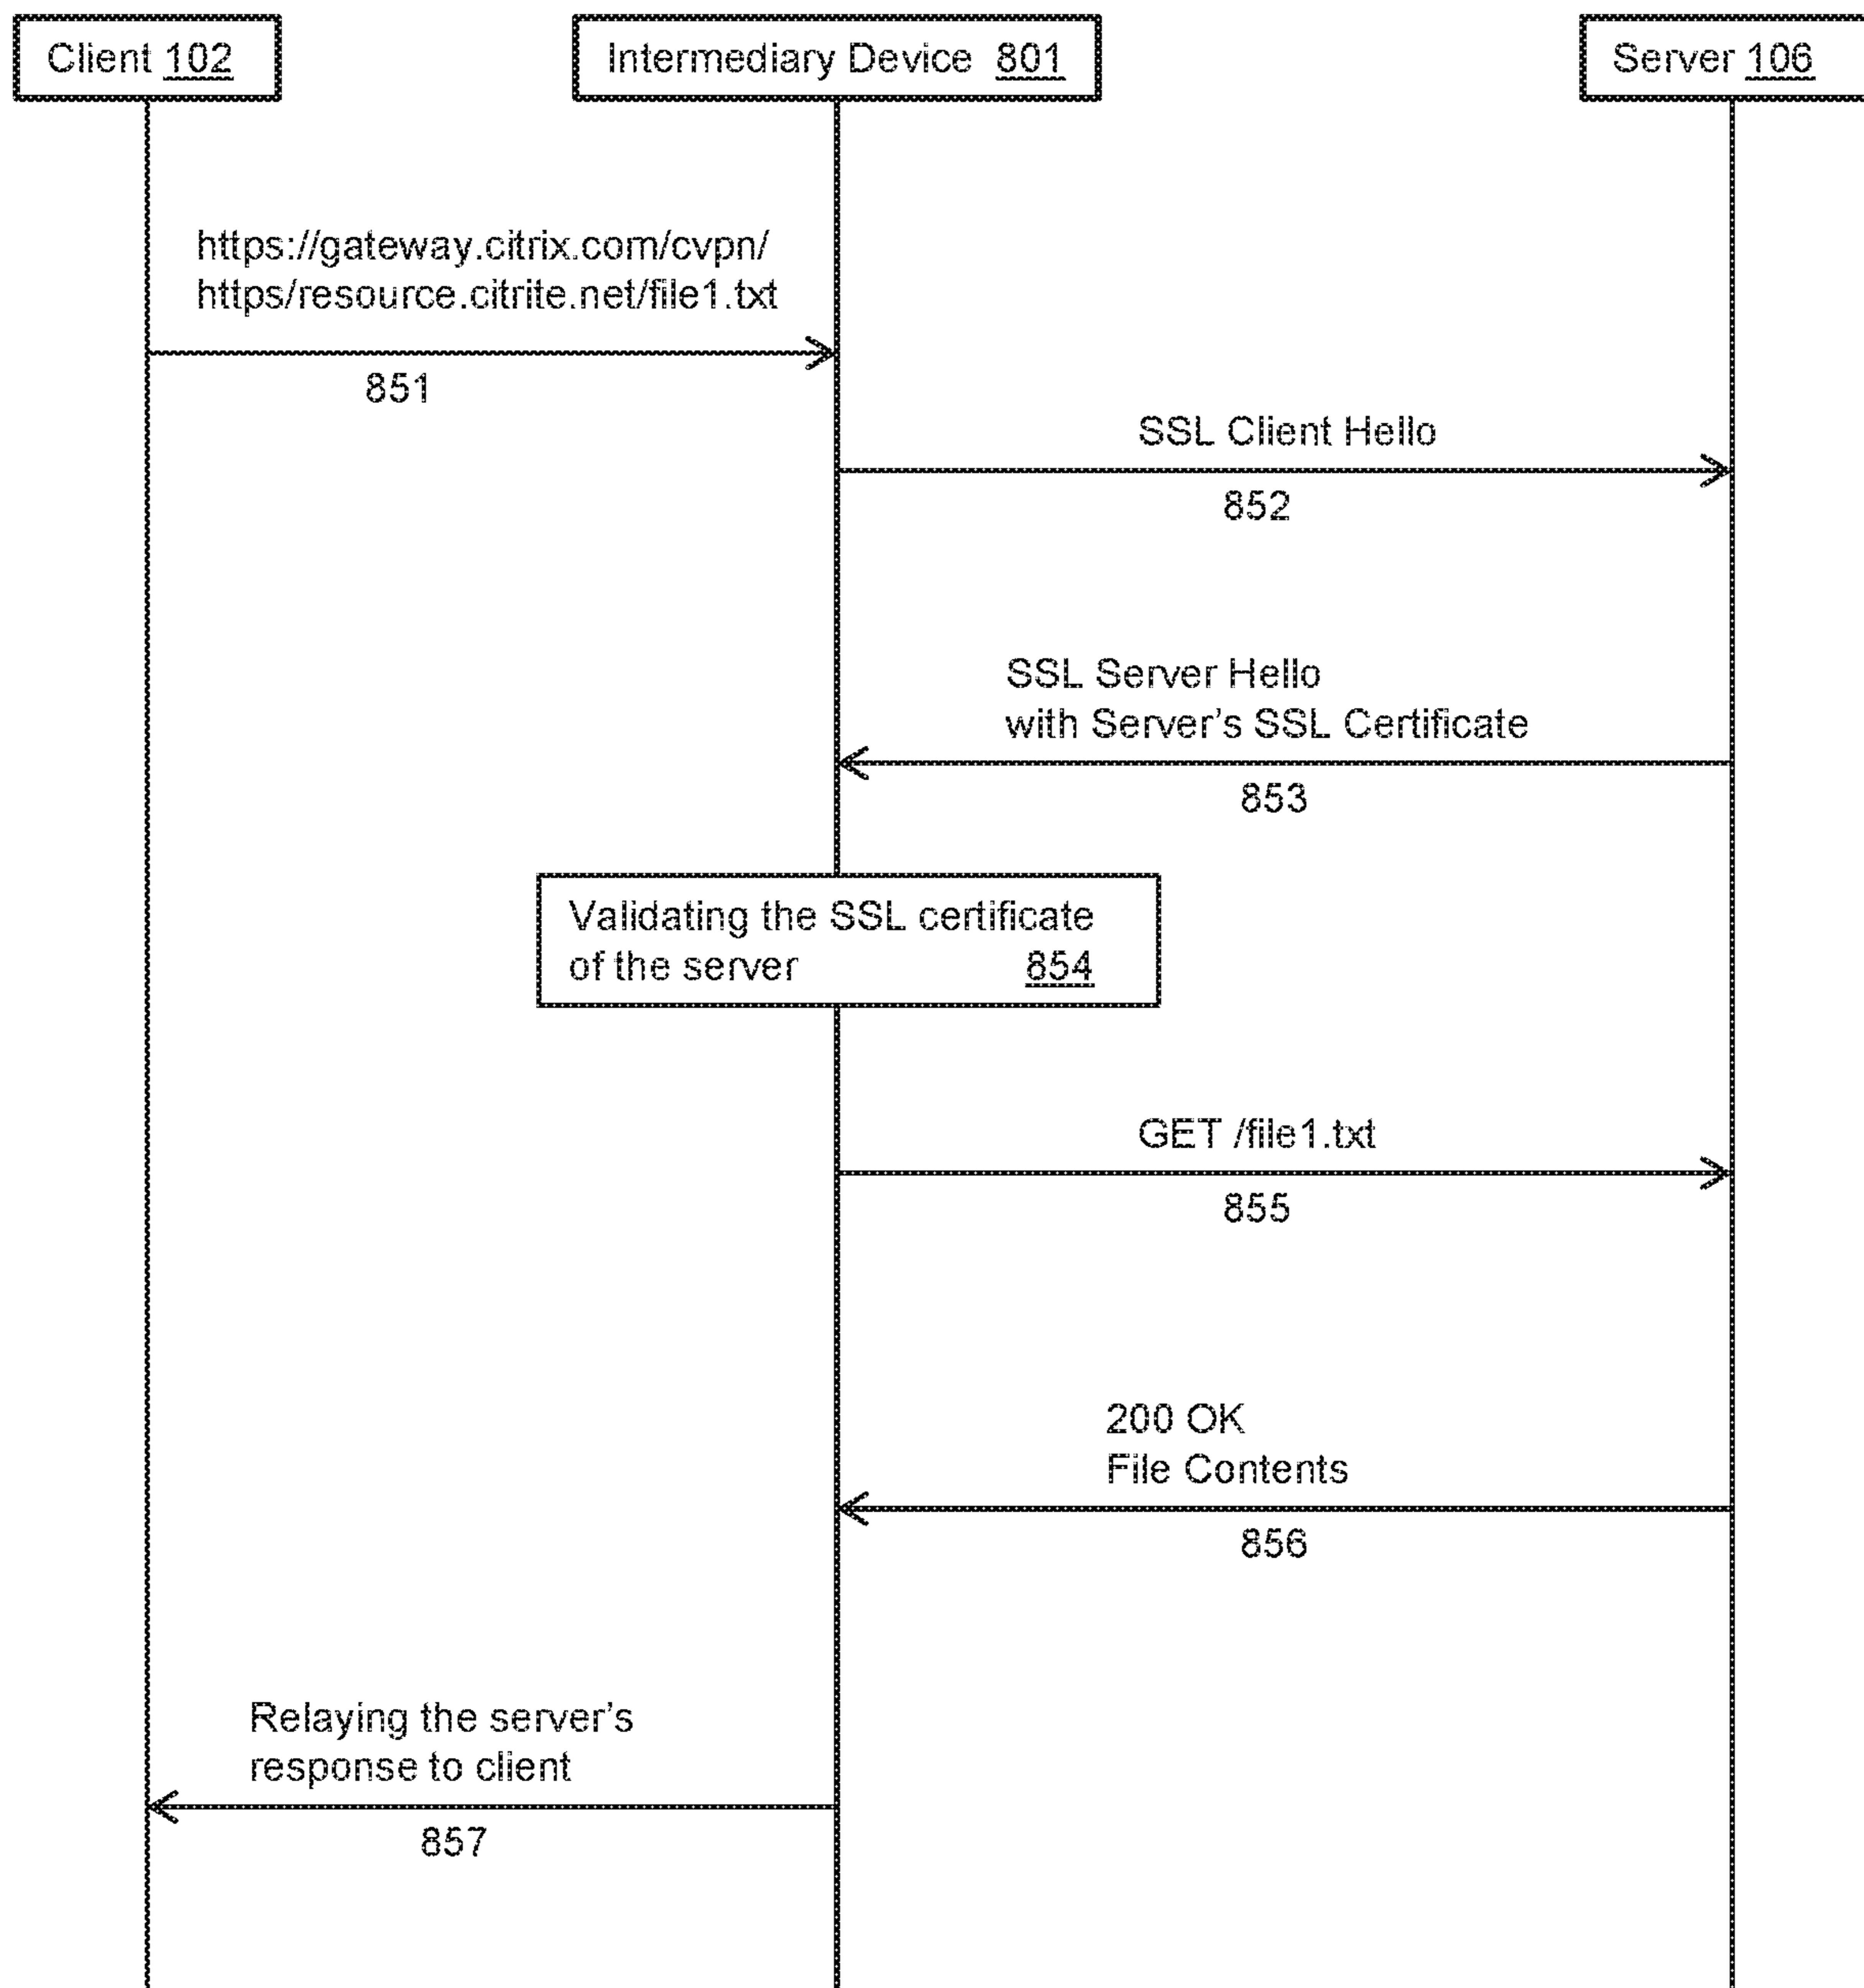 Client 102
Intermediary Device 801
Server 106
https://gateway.citrix.com/cvpn/
https/resource.citrite.net/file1.txt
851
SSL Client Hello
852
SSL Server Hello
with Server's SSL Certificate
853
Validating the SSL certificate
of the server 854
GET /file1.txt
855
200 OK
File Contents
856
Relaying the server's
response to client
857